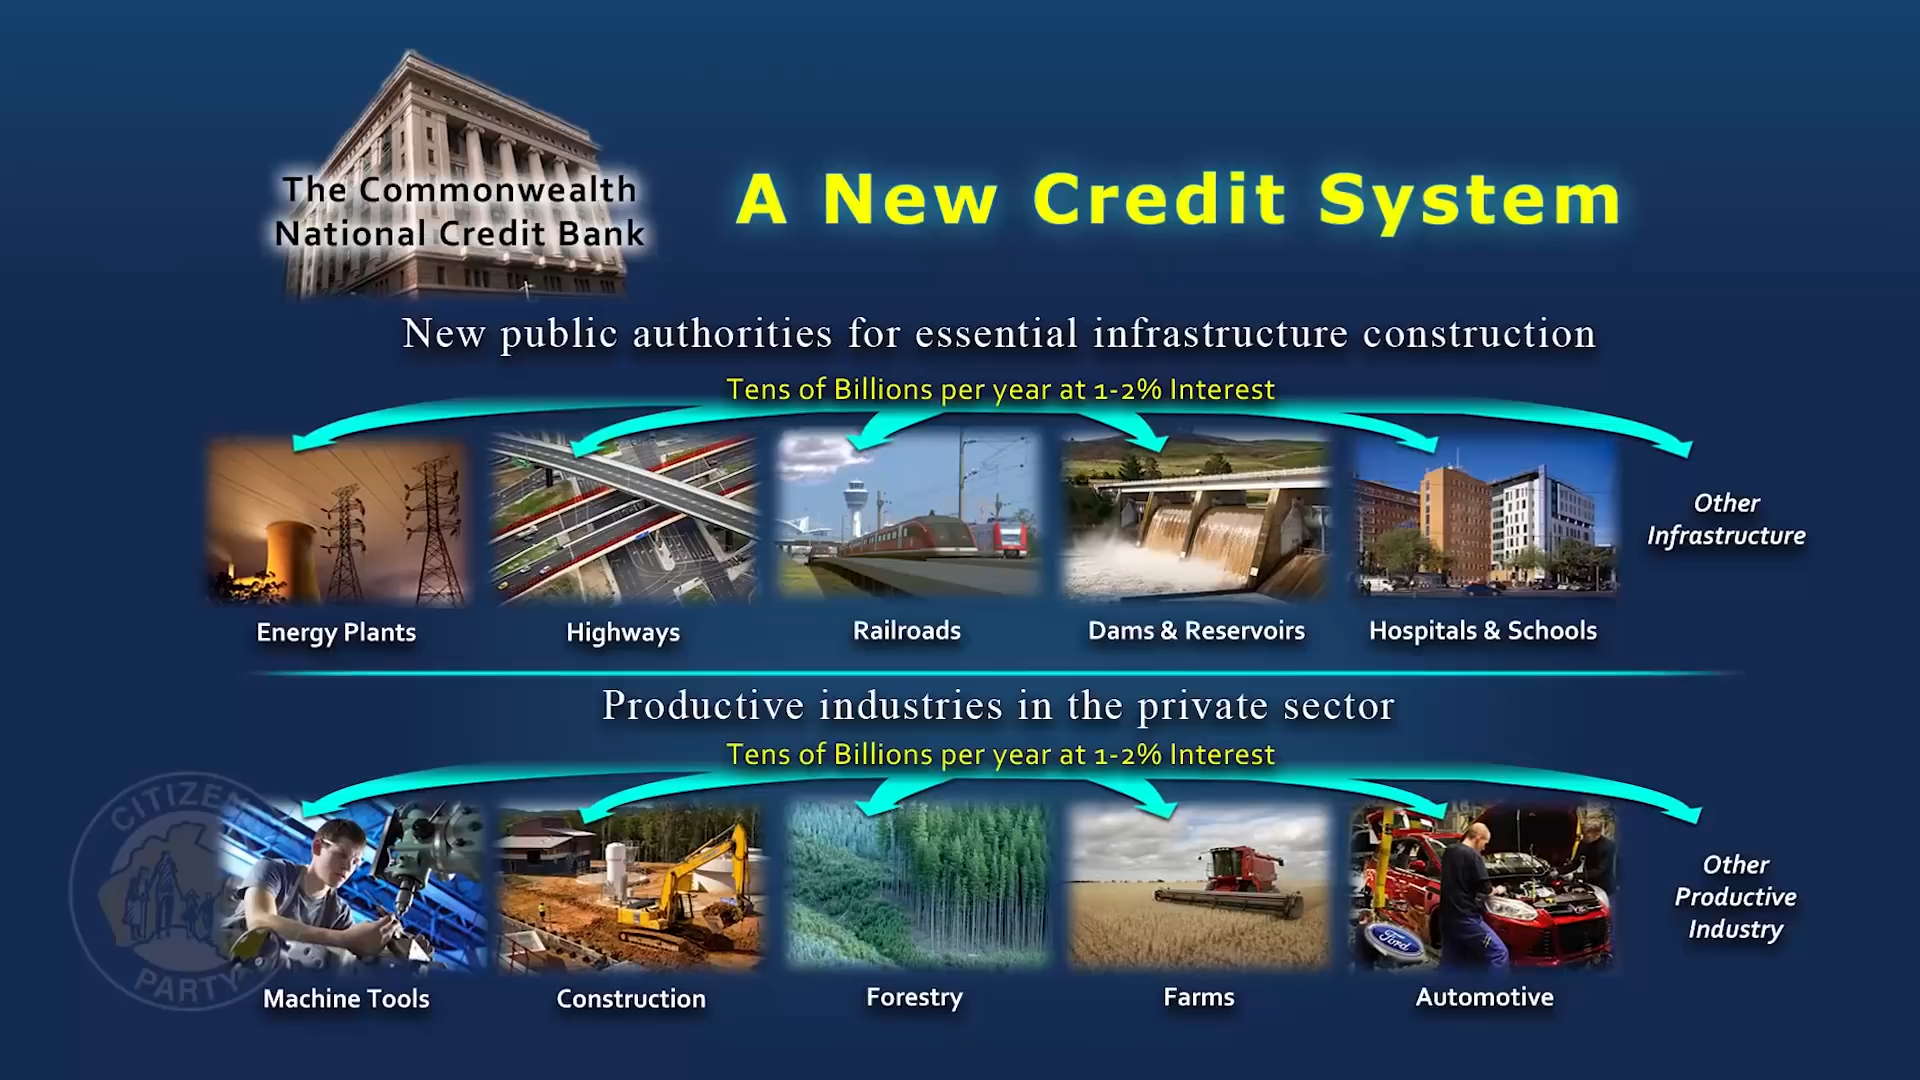 The Commonwealth
National Credit Bank
A New Credit System
New public authorities for essential infrastructure construction
Tens of Billions per year at 1-2% Interest
Other
Infrastructure
Energy Plants
Highways
Railroads
Dams & Reservoirs
Hospitals & Schools
Productive industries in the private sector
Tens of Billions per year at 1-2% Interest
CITIZEN
PARTY
Ford
Other
Productive
Industry
Machine Tools
Construction
Forestry
Farms
Automotive